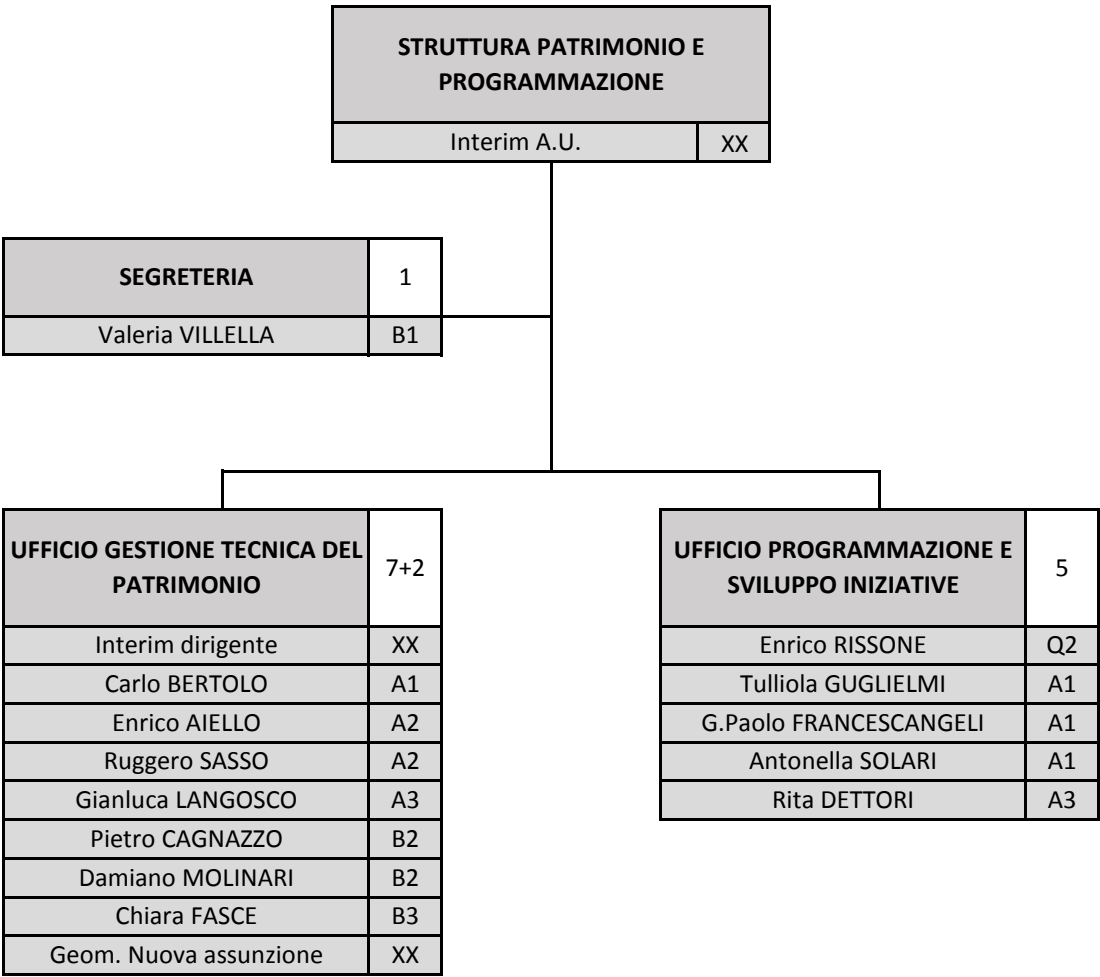 STRUTTURA PATRIMONIO E
PROGRAMMAZIONE
Interim A.U. XX
SEGRETERIA 1
Valeria VILLELLA B1
UFFICIO GESTIONE TECNICA DEL
PATRIMONIO
7+2
Interim dirigente XX
Carlo BERTOLO A1
Enrico AIELLO A2
Ruggero SASSO A2
Gianluca LANGOSCO A3
Pietro CAGNAZZO B2
Damiano MOLINARI B2
Chiara FASCE B3
Geom. Nuova assunzione XX
UFFICIO PROGRAMMAZIONE E
SVILUPPO INIZIATIVE
5
Enrico RISSONE Q2
Tulliola GUGLIELMI A1
G.Paolo FRANCESCANGELI A1
Antonella SOLARI A1
Rita DETTORI A3